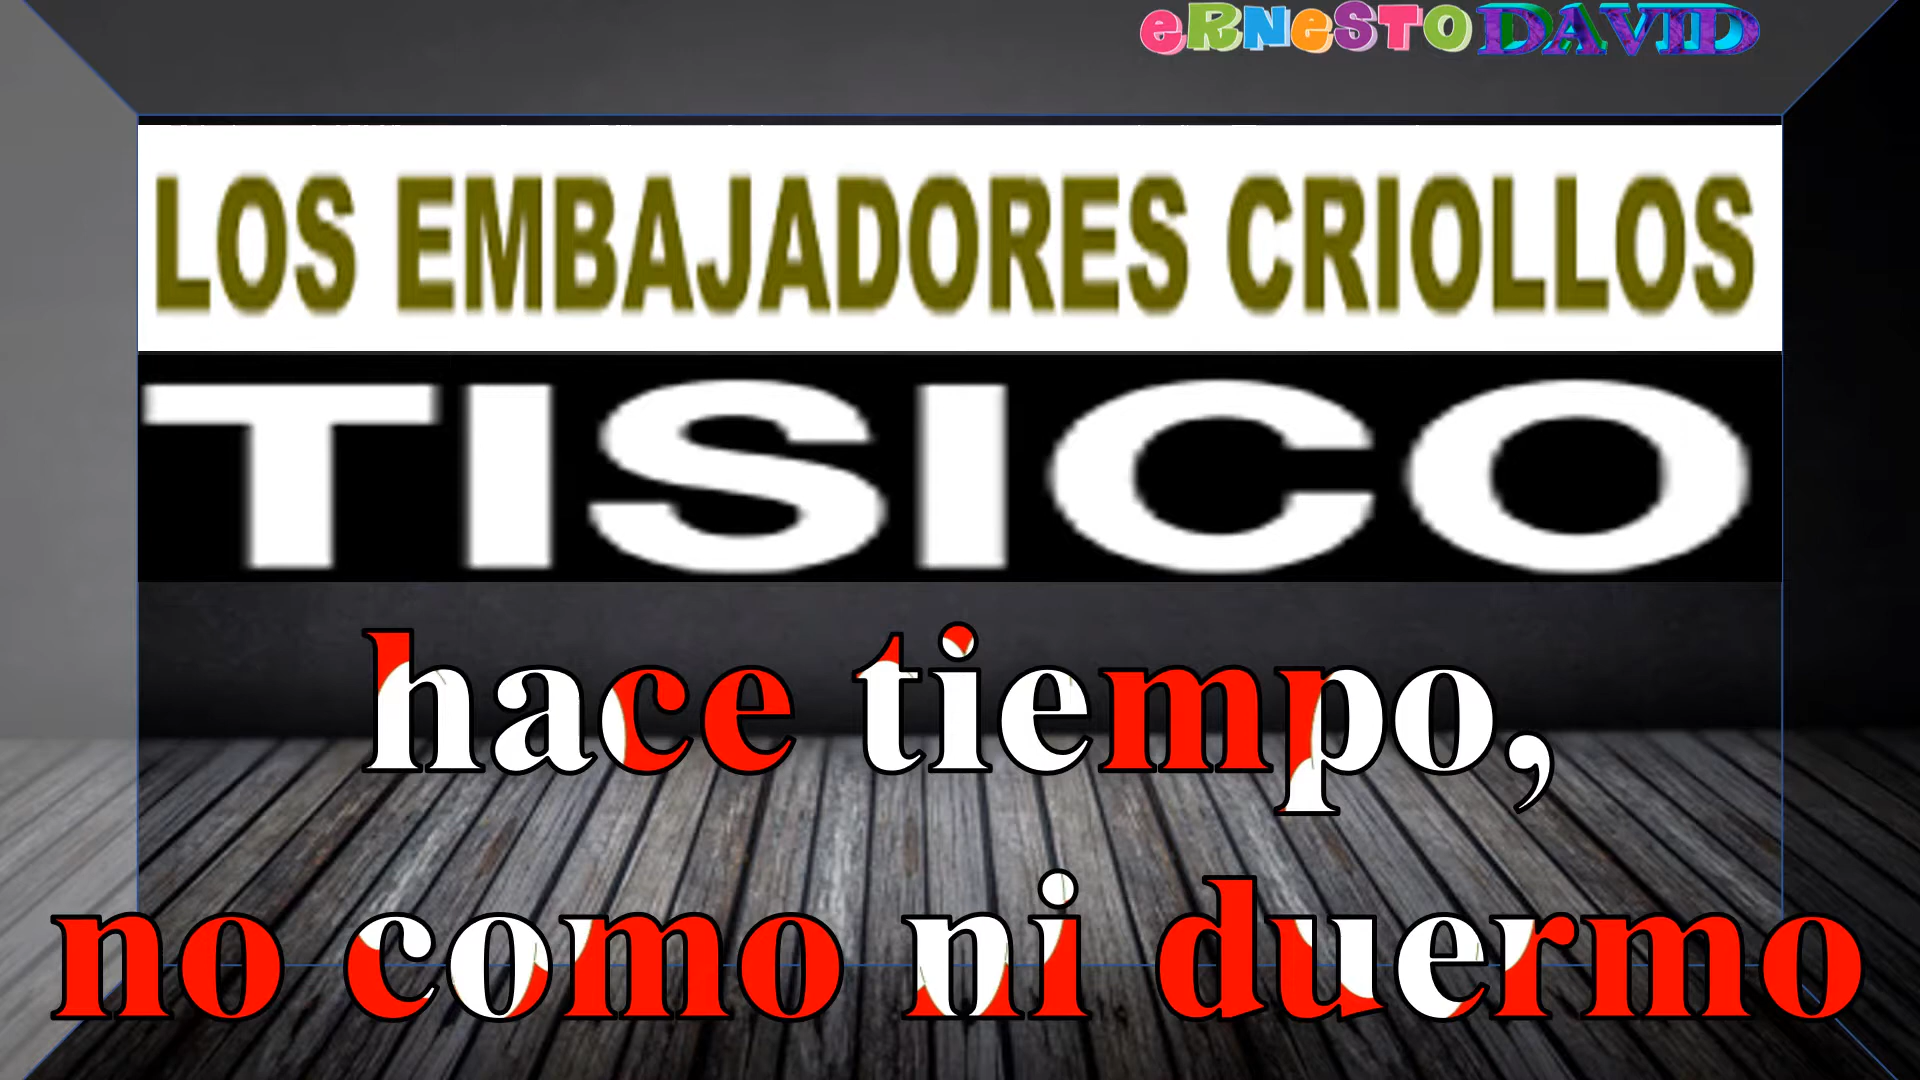 eRNeSTO DAVID
LOS EMBAJADORES CRIOLLOS
TISICO
hace tiempo,
no como ni duermo